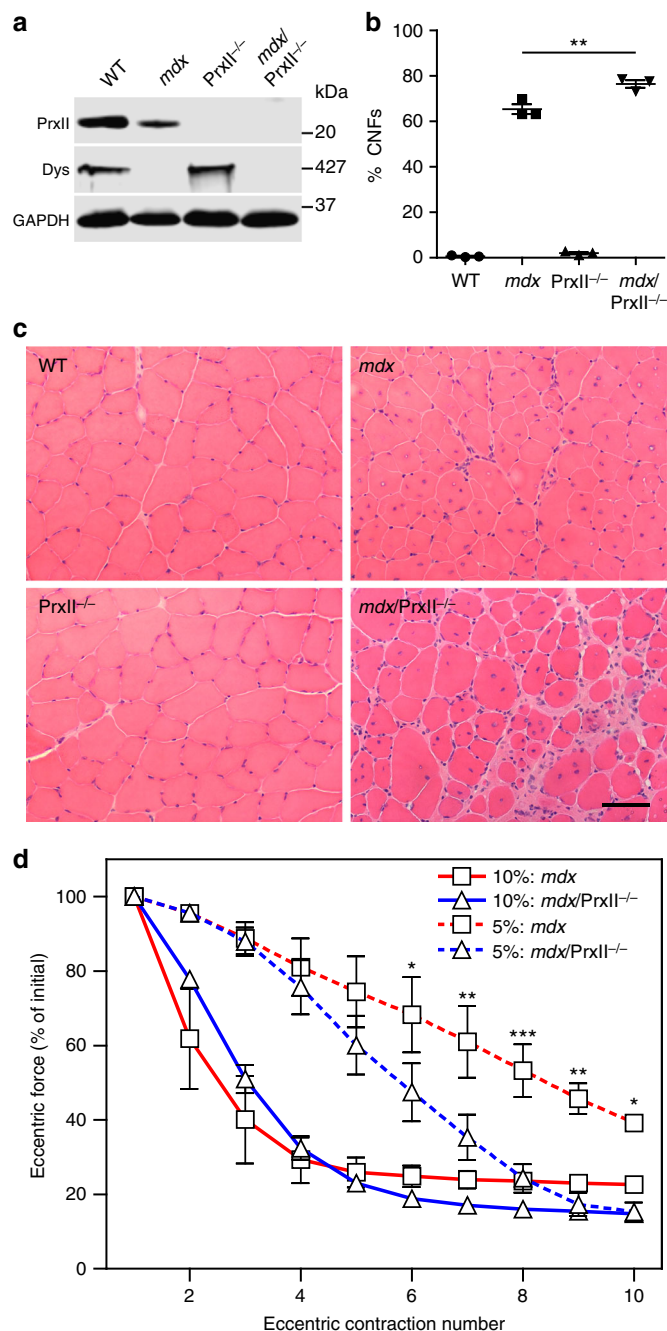 a
WT
mdx
PrxII–/–
mdx/
PrxII–/–
kDa
PrxII
20
Dys
427
37
GAPDH
b
**
% CNFs
100
80
60
40
20
0
WT
mdx
PrxII–/–
mdx/
PrxII–/–
c
WT
mdx
PrxII–/–
mdx/PrxII–/–
d
10%: mdx
10%: mdx/PrxII–/–
5%: mdx
5%: mdx/PrxII–/–
Eccentric force (% of initial)
100
80
60
40
20
0
*
**
***
**
*
2
4
6
8
10
Eccentric contraction number